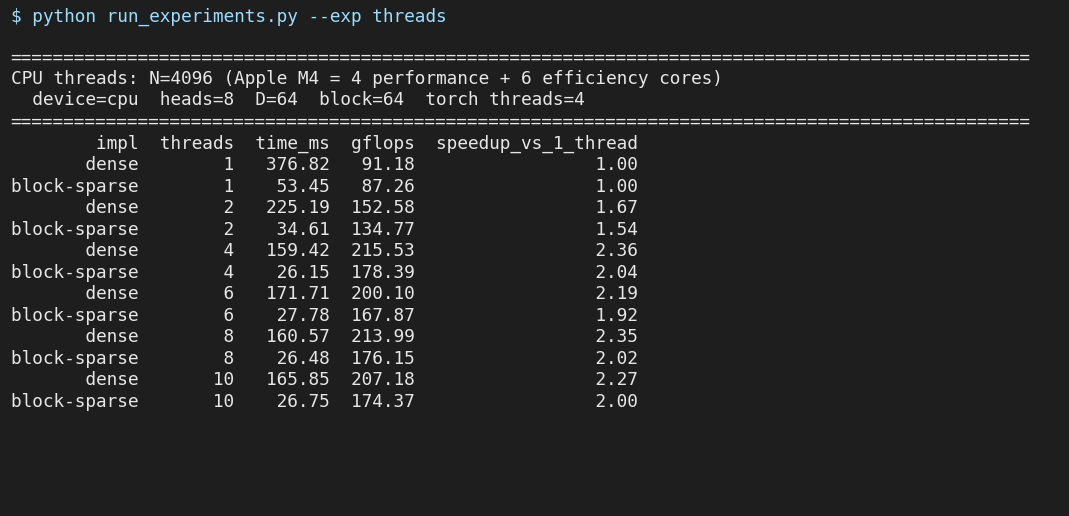 $ python run_experiments.py --exp threads
================================================================================================
CPU threads: N=4096 (Apple M4 = 4 performance + 6 efficiency cores)
  device=cpu  heads=8  D=64  block=64  torch threads=4
================================================================================================
        impl  threads  time_ms  gflops  speedup_vs_1_thread
       dense        1   376.82   91.18                 1.00
block-sparse        1    53.45   87.26                 1.00
       dense        2   225.19  152.58                 1.67
block-sparse        2    34.61  134.77                 1.54
       dense        4   159.42  215.53                 2.36
block-sparse        4    26.15  178.39                 2.04
       dense        6   171.71  200.10                 2.19
block-sparse        6    27.78  167.87                 1.92
       dense        8   160.57  213.99                 2.35
block-sparse        8    26.48  176.15                 2.02
       dense       10   165.85  207.18                 2.27
block-sparse       10    26.75  174.37                 2.00